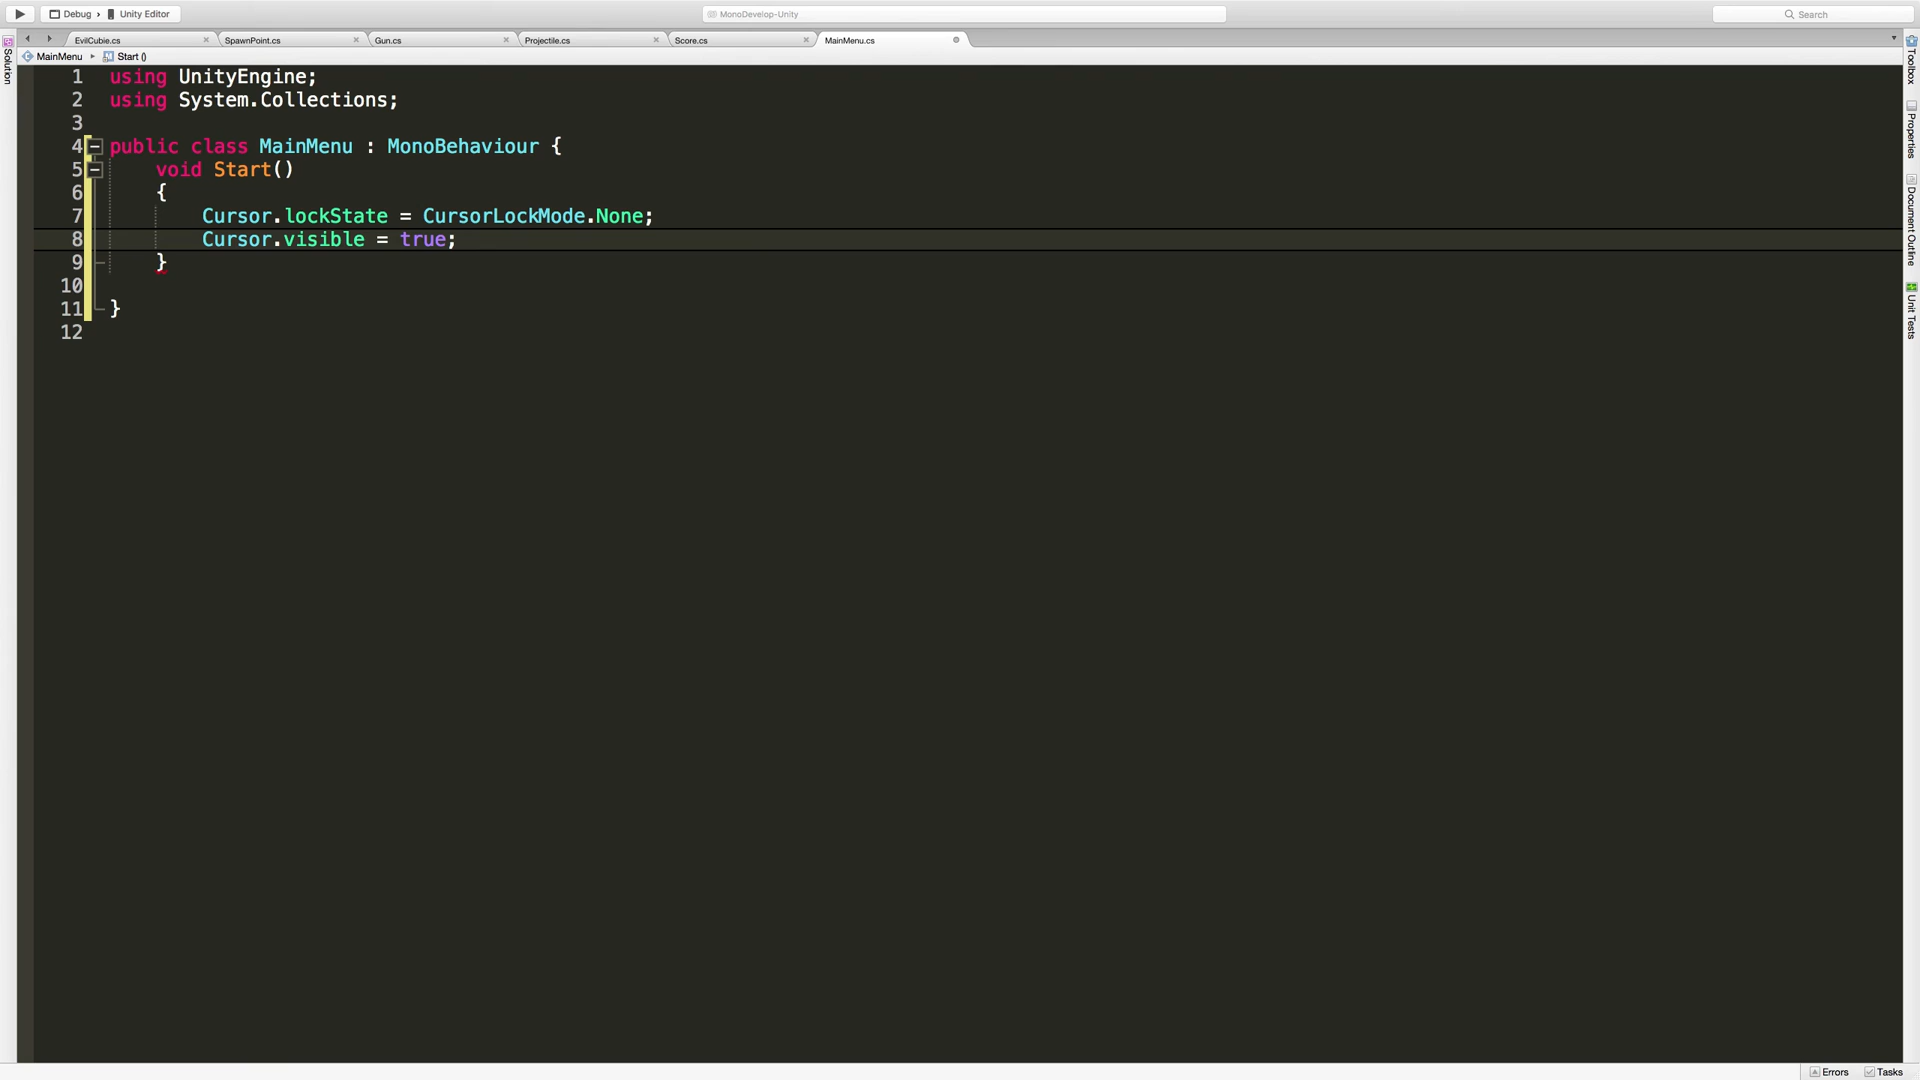 Debug › Unity Editor
MonoDevelop-Unity
Search
EvilCubie.cs
SpawnPoint.cs
Gun.cs
Projectile.cs
Score.cs
MainMenu.cs
MainMenu ▸ Start ()
1 using UnityEngine;
2 using System.Collections;
3
4 public class MainMenu : MonoBehaviour {
5 void Start()
6 {
7 Cursor.lockState = CursorLockMode.None;
8 Cursor.visible = true;
9 }
10
11 }
12
Solution
Toolbox
Properties
Document Outline
Unit Tests
Errors
Tasks